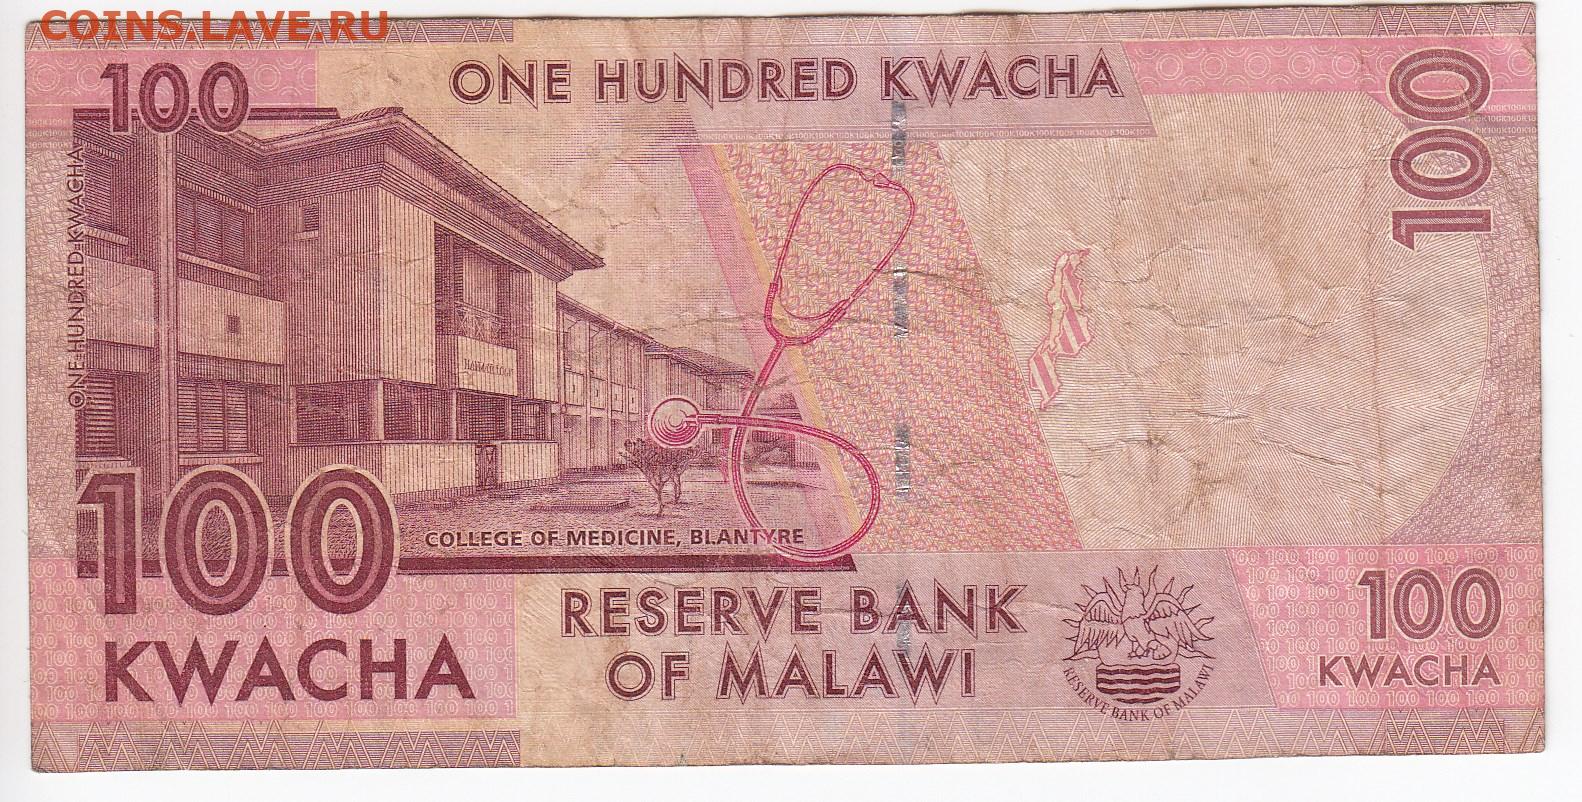 COINS.LAVE.RU
100
ONE HUNDRED KWACHA
100
ONE HUNDRED KWACHA
100
COLLEGE OF MEDICINE, BLANTYRE
KWACHA
RESERVE BANK
OF MALAWI
RESERVE BANK OF MALAWI
100
KWACHA